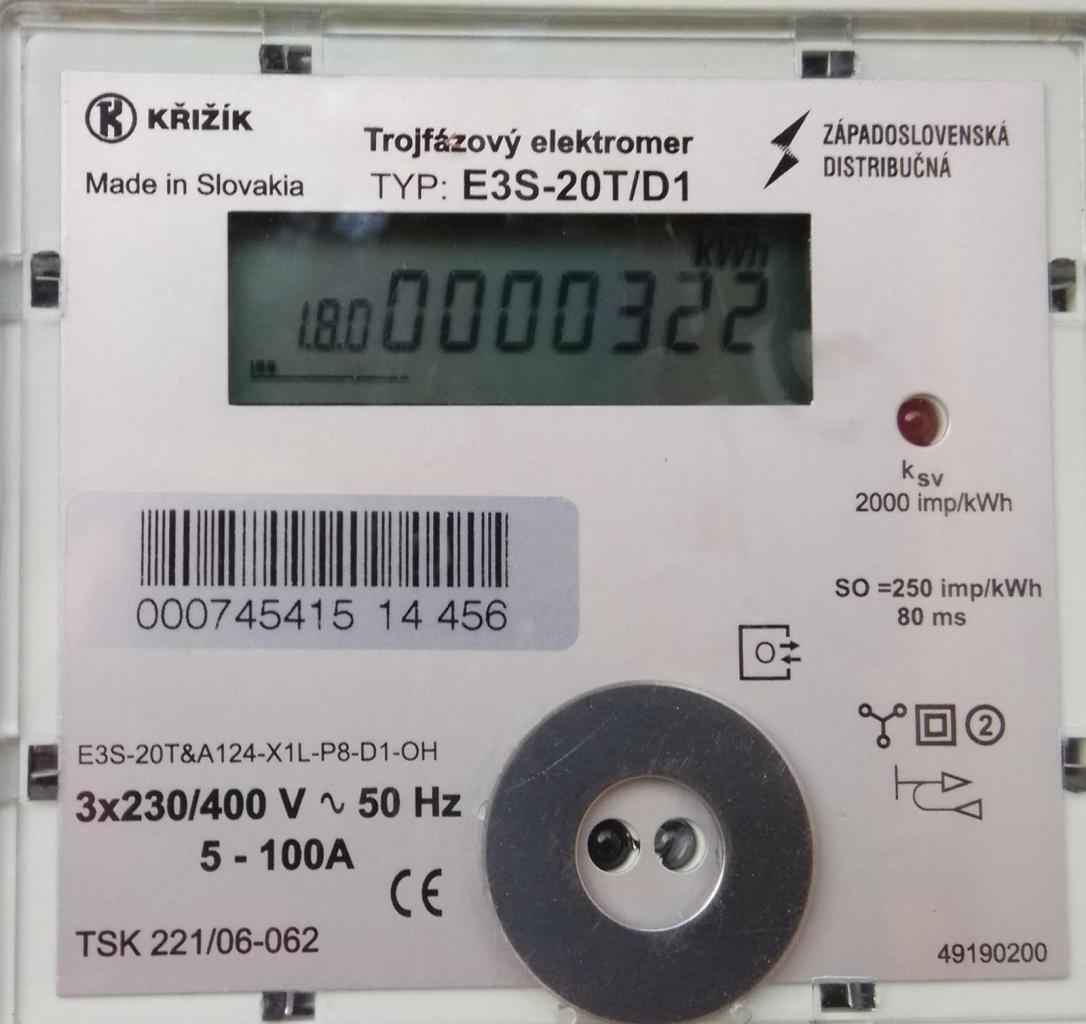 KŘIŽÍK
Made in Slovakia
Trojfázový elektromer
TYP: E3S-20T/D1
ZÁPADOSLOVENSKÁ
DISTRIBUČNÁ
kWh
1.8.0 0000322
ksv
2000 imp/kWh
000745415 14 456
SO =250 imp/kWh
80 ms
2
E3S-20T&A124-X1L-P8-D1-OH
3x230/400 V ∿ 50 Hz
5 - 100A
CE
TSK 221/06-062
49190200